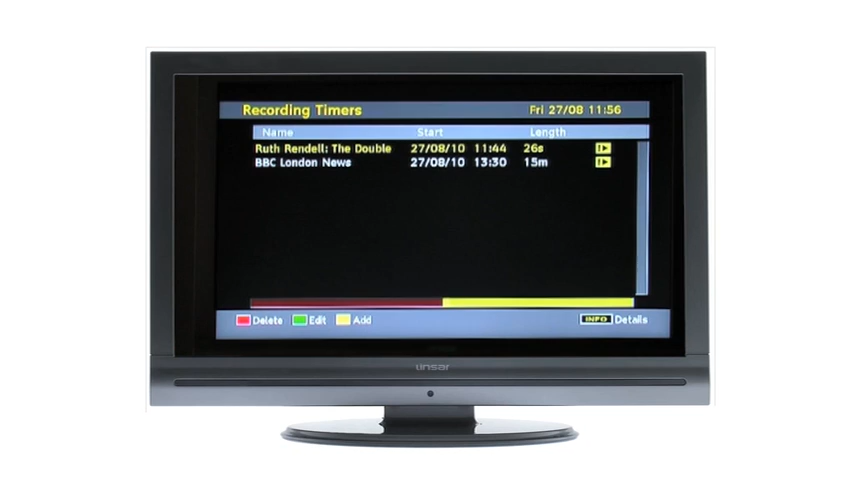 Recording Timers Fri 27/08 11:56
Name Start Length
Ruth Rendell: The Double 27/08/10 11:44 26s
BBC London News 27/08/10 13:30 15m
Delete Edit Add INFO Details
linsar